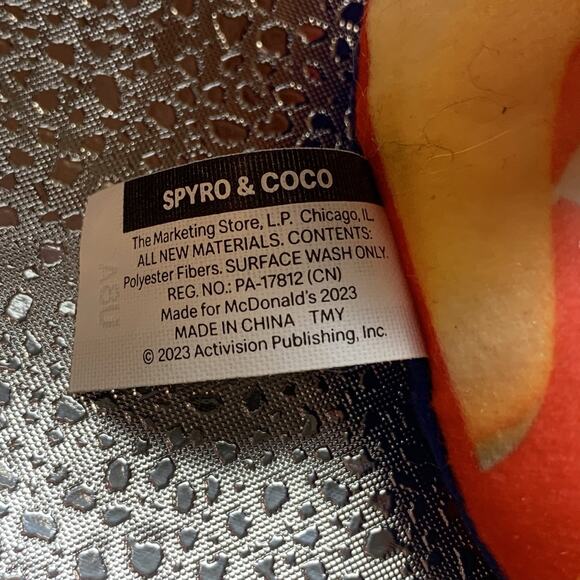 SPYRO & COCO
The Marketing Store, L.P. Chicago, IL
ALL NEW MATERIALS. CONTENTS:
Polyester Fibers. SURFACE WASH ONLY.
REG. NO.: PA-17812 (CN)
Made for McDonald's 2023
MADE IN CHINA TMY
© 2023 Activision Publishing, Inc.